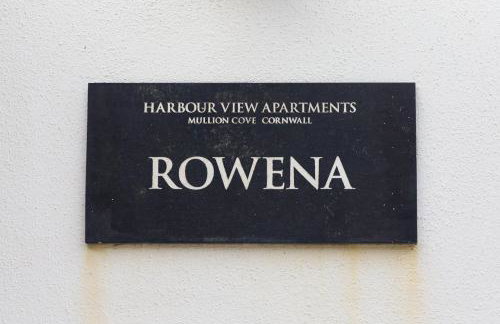 HARBOUR VIEW APARTMENTS
MULLION COVE CORNWALL
ROWENA